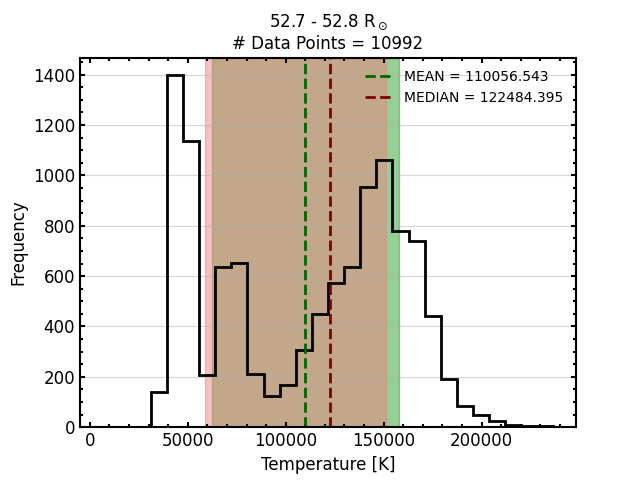 52.7 - 52.8 R⊙
# Data Points = 10992
MEAN = 110056.543
MEDIAN = 122484.395
1400
1200
1000
800
600
400
200
0
Frequency
0 50000 100000 150000 200000
Temperature [K]